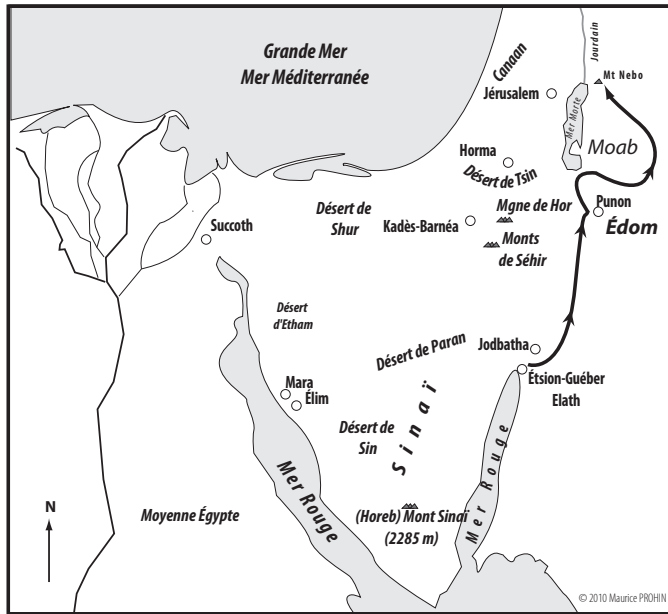 Grande Mer
Mer Méditerranée
Canaan
Jourdain
Mt Nebo
Jérusalem
Mer Morte
Moab
Horma
Désert de Tsin
Mgne de Hor
Punon
Édom
Désert de
Shur
Kadès-Barnéa
Monts
de Séhir
Succoth
Désert
d'Etham
Désert de Paran
Jodbatha
Étsion-Guéber
Elath
Mara
Élim
Désert de
Sin
Sinaï
Mer Rouge
Mer Rouge
N
Moyenne Égypte
(Horeb) Mont Sinaï
(2285 m)
© 2010 Maurice PROHIN